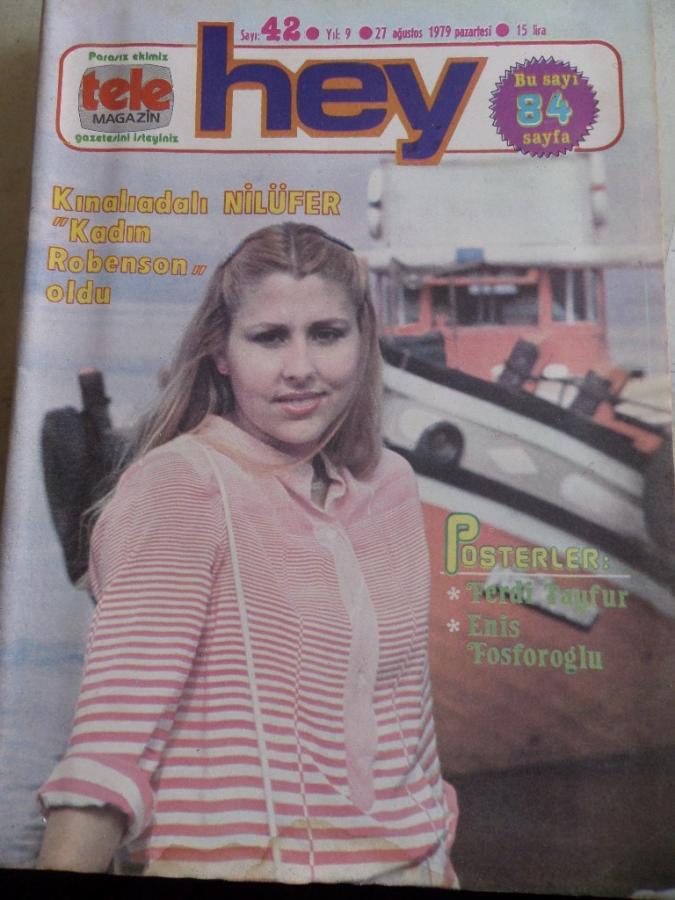 Sayı: 42 ● Yıl: 9 ● 27 ağustos 1979 pazartesi ● 15 lira
Parasız ekimiz
tele
MAGAZİN
gazetesini isteyiniz
hey
Bu sayı
84
sayfa
Kınalıadalı NİLÜFER
"Kadın
Robenson"
oldu
POSTERLER:
* Ferdi Tayfur
* Enis
Fosforoğlu